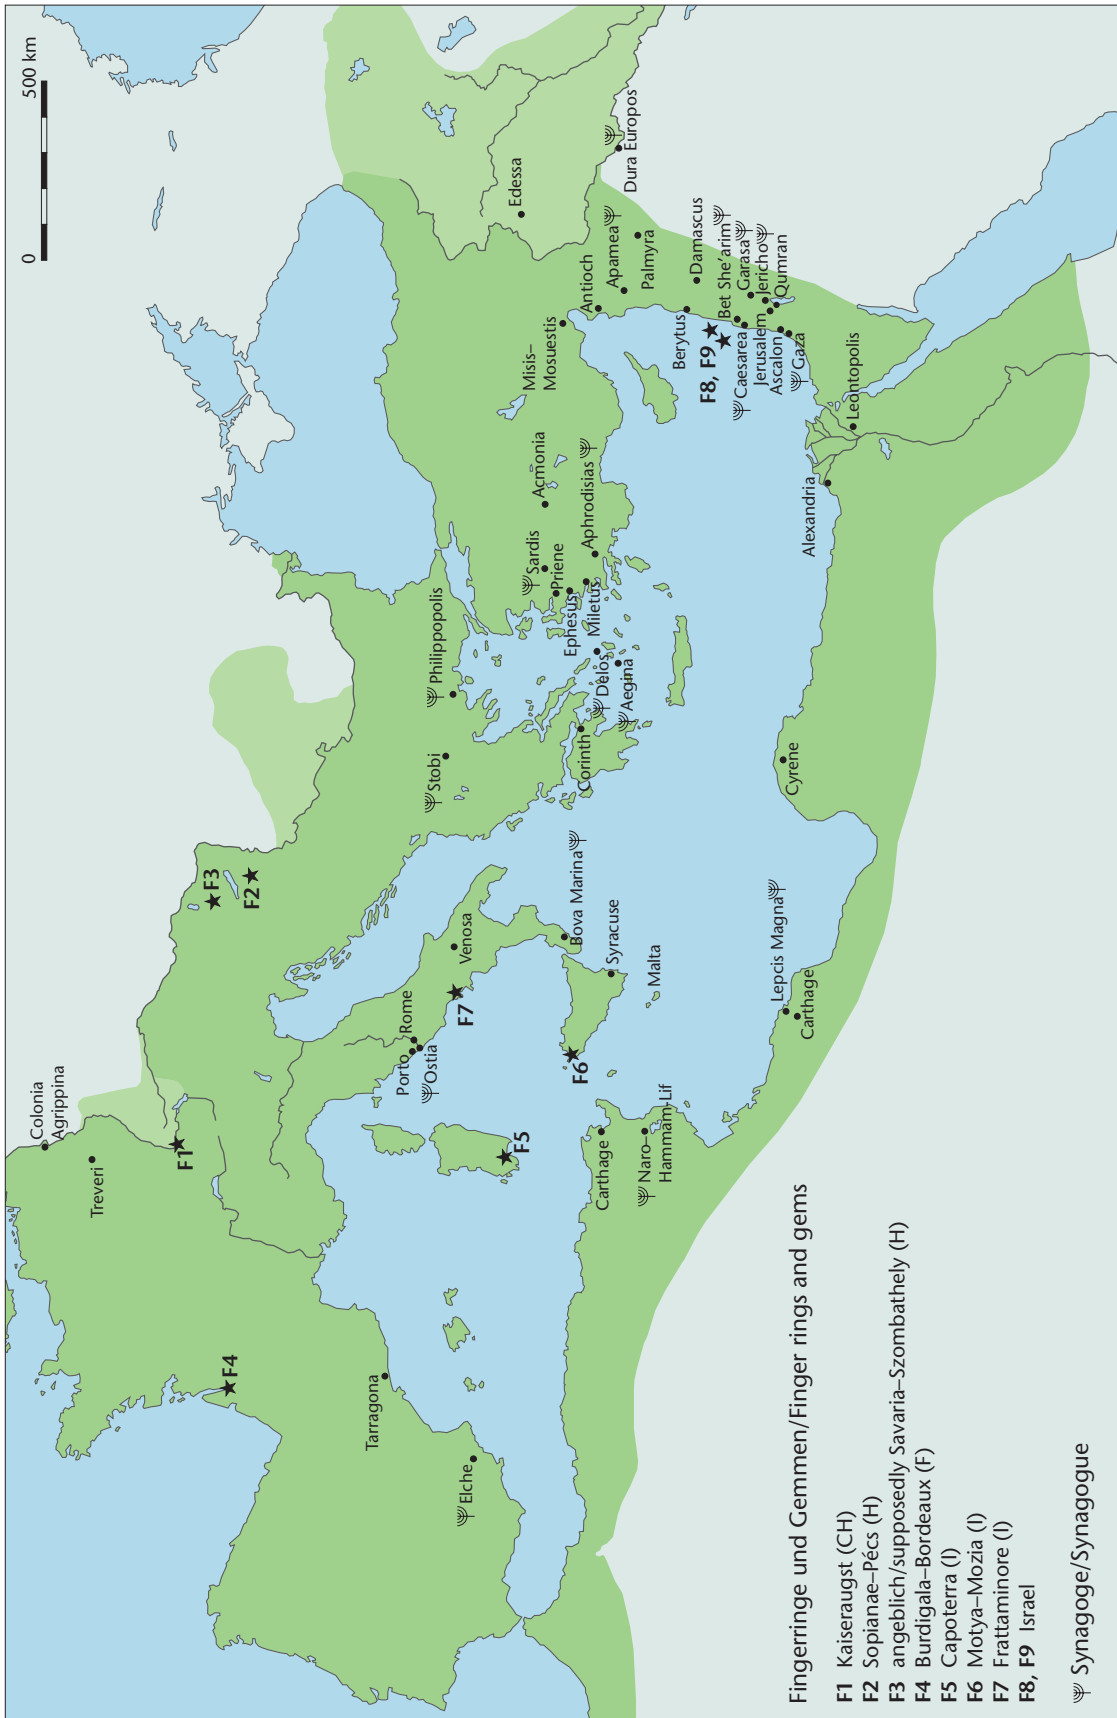 0
500 km
Colonia
Agrippina
Treveri
F1
F3
F2
F4
Tarragona
Elche
Porto
Rome
Ostia
F7
Venosa
F5
F6
Bova Marina
Syracuse
Malta
Carthage
Naro–
Hammam-Lif
Lepcis Magna
Carthage
Cyrene
Stobi
Philippopolis
Corinth
Delos
Aegina
Sardis
Priene
Ephesus
Miletus
Acmonia
Aphrodisias
Misis–
Mosuestis
Antioch
Apamea
Palmyra
Edessa
Dura Europos
Berytus
Damascus
F8, F9
Bet She’arim
Caesarea
Garasa
Jericho
Jerusalem
Qumran
Ascalon
Gaza
Leontopolis
Alexandria
Fingerringe und Gemmen/Finger rings and gems
F1 Kaiseraugst (CH)
F2 Sopianae–Pécs (H)
F3 angeblich/supposedly Savaria–Szombathely (H)
F4 Burdigala–Bordeaux (F)
F5 Capoterra (I)
F6 Motya–Mozia (I)
F7 Frattaminore (I)
F8, F9 Israel
Synagoge/Synagogue